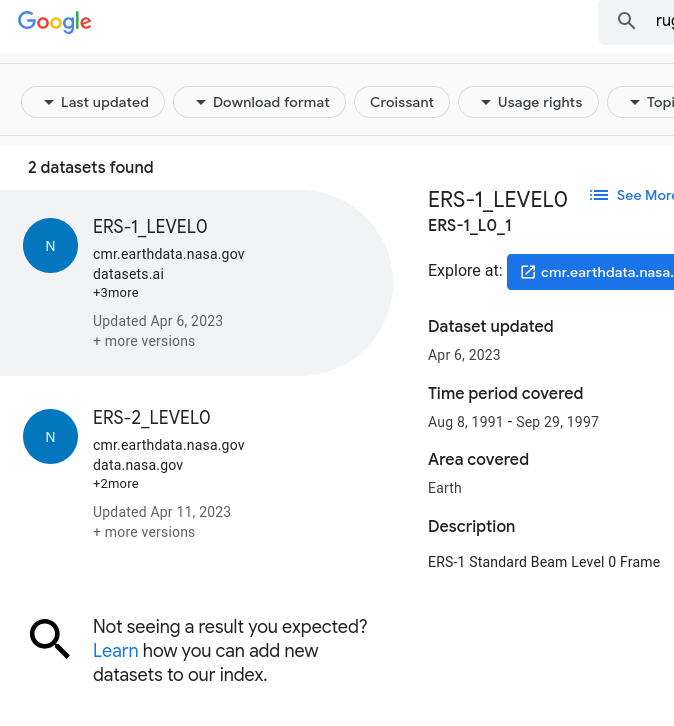 Google
Last updated
Download format
Croissant
Usage rights
2 datasets found
N
ERS-1_LEVEL0
cmr.earthdata.nasa.gov
datasets.ai
+3more
Updated Apr 6, 2023
+ more versions
N
ERS-2_LEVEL0
cmr.earthdata.nasa.gov
data.nasa.gov
+2more
Updated Apr 11, 2023
+ more versions
Not seeing a result you expected?
Learn how you can add new
datasets to our index.
ERS-1_LEVEL0
See More
ERS-1_L0_1
Explore at:
cmr.earthdata.nasa.
Dataset updated
Apr 6, 2023
Time period covered
Aug 8, 1991 - Sep 29, 1997
Area covered
Earth
Description
ERS-1 Standard Beam Level 0 Frame